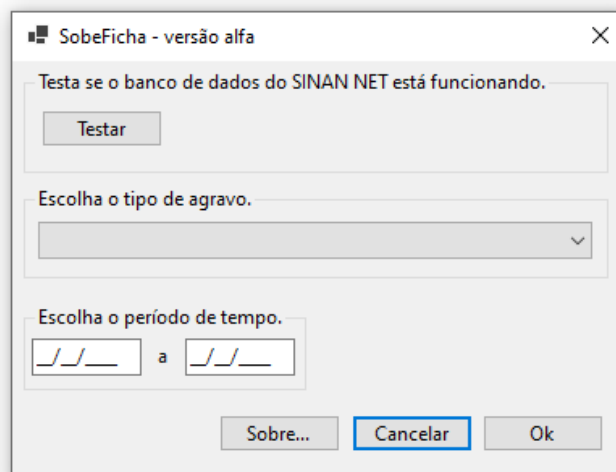 SobeFicha - versão alfa
Testa se o banco de dados do SINAN NET está funcionando.
Testar
Escolha o tipo de agravo.
Escolha o período de tempo.
__/__/____ a __/__/____
Sobre... Cancelar Ok